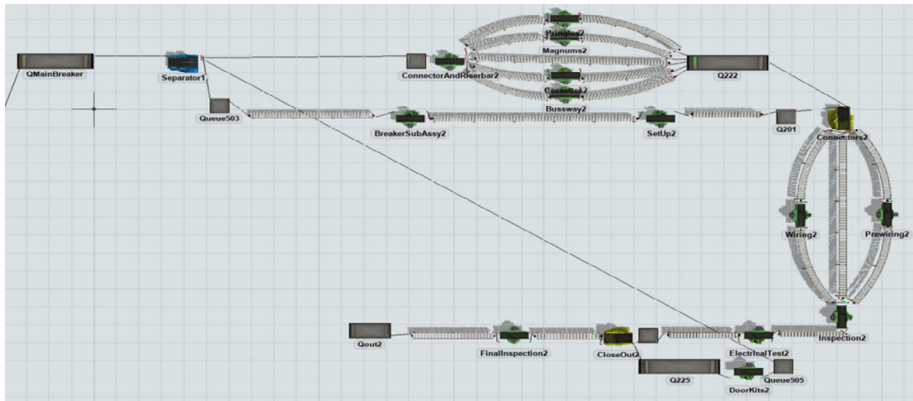 Pringles2
Magnums2
QMainBreaker
Separator1
ConnectorAndRiserbar2
Cassette2
Q222
Bussway2
Queue503
BreakerSubAssy2
SetUp2
Q201
Connectors2
Wiring2
Prewiring2
Inspection2
Qout2
FinalInspection2
CloseOut2
ElectricalTest2
Q225
DoorKits2
Queue505